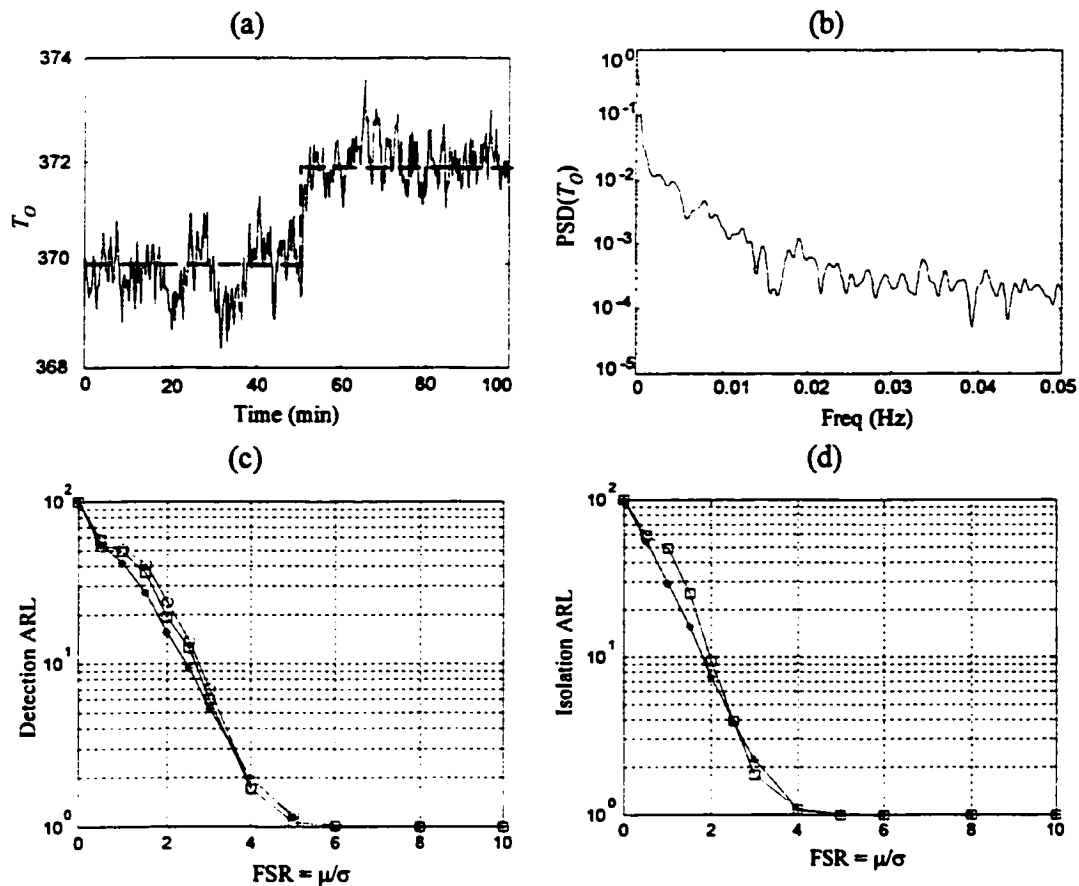 (a)
374
372
370
368
T_O
0 20 40 60 80 100
Time (min)
(b)
10^0
10^-1
10^-2
10^-3
10^-4
10^-5
PSD(T_O)
0 0.01 0.02 0.03 0.04 0.05
Freq (Hz)
(c)
10^2
10^1
10^0
Detection ARL
0 2 4 6 8 10
FSR = μ/σ
(d)
10^2
10^1
10^0
Isolation ARL
0 2 4 6 8 10
FSR = μ/σ